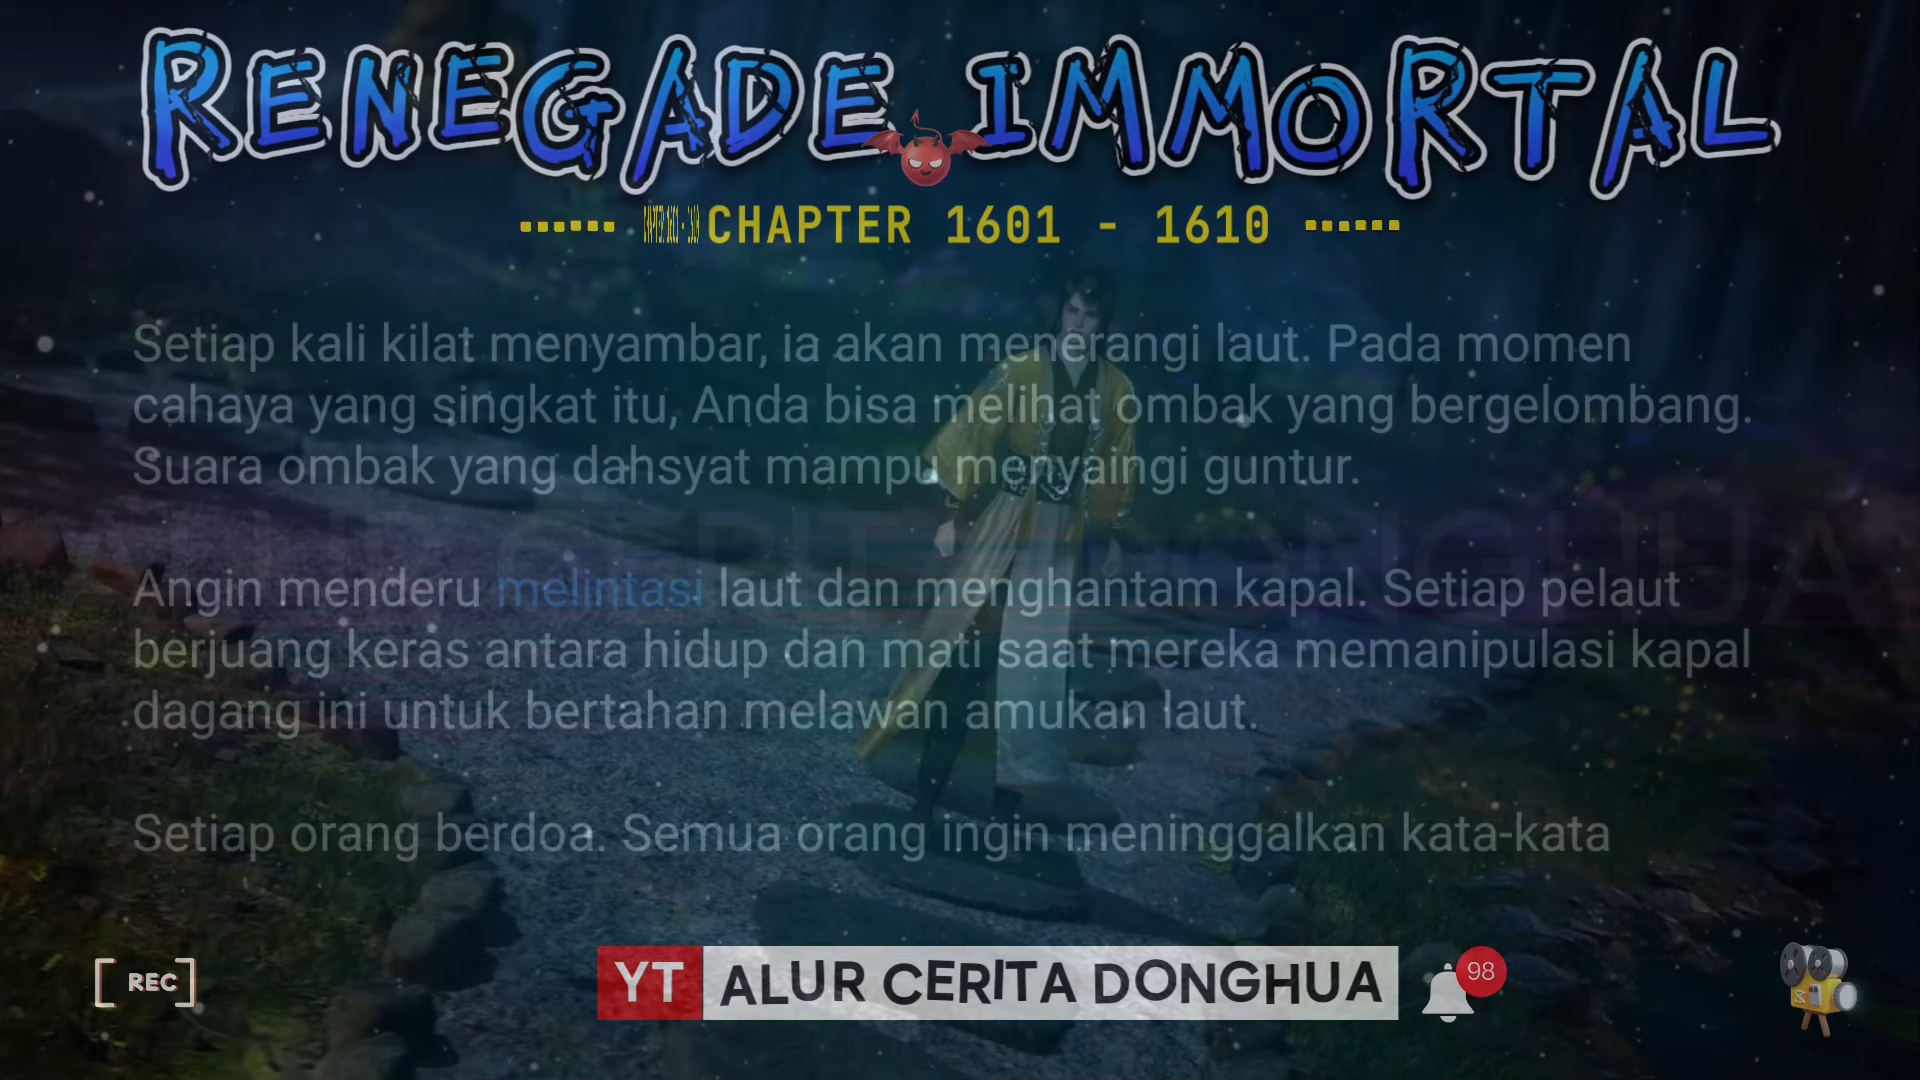 RENEGADE IMMORTAL
CHAPTER 1601 - 1610
Setiap kali kilat menyambar, ia akan menerangi laut. Pada momen
cahaya yang singkat itu, Anda bisa melihat ombak yang bergelombang.
Suara ombak yang dahsyat mampu menyaingi guntur.
Angin menderu melintasi laut dan menghantam kapal. Setiap pelaut
berjuang keras antara hidup dan mati saat mereka memanipulasi kapal
dagang ini untuk bertahan melawan amukan laut.
Setiap orang berdoa. Semua orang ingin meninggalkan kata-kata
REC
YT ALUR CERITA DONGHUA
98